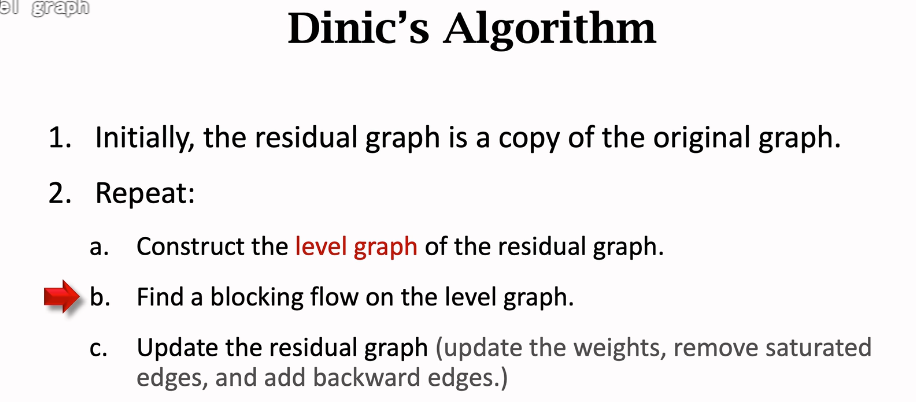 el graph
Dinic's Algorithm
1. Initially, the residual graph is a copy of the original graph.
2. Repeat:
a. Construct the level graph of the residual graph.
b. Find a blocking flow on the level graph.
c. Update the residual graph (update the weights, remove saturated
edges, and add backward edges.)